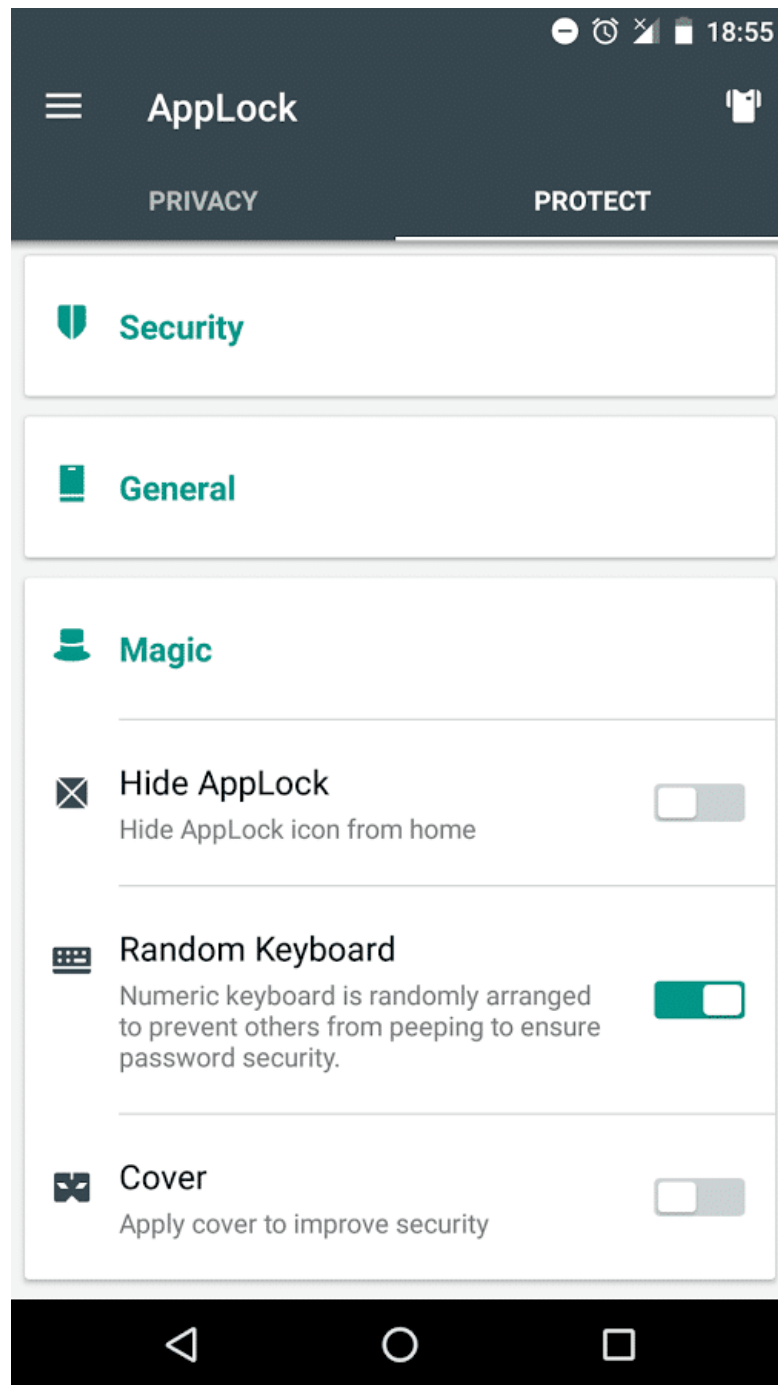 18:55
AppLock
PRIVACY
PROTECT
Security
General
Magic
Hide AppLock
Hide AppLock icon from home
Random Keyboard
Numeric keyboard is randomly arranged
to prevent others from peeping to ensure
password security.
Cover
Apply cover to improve security